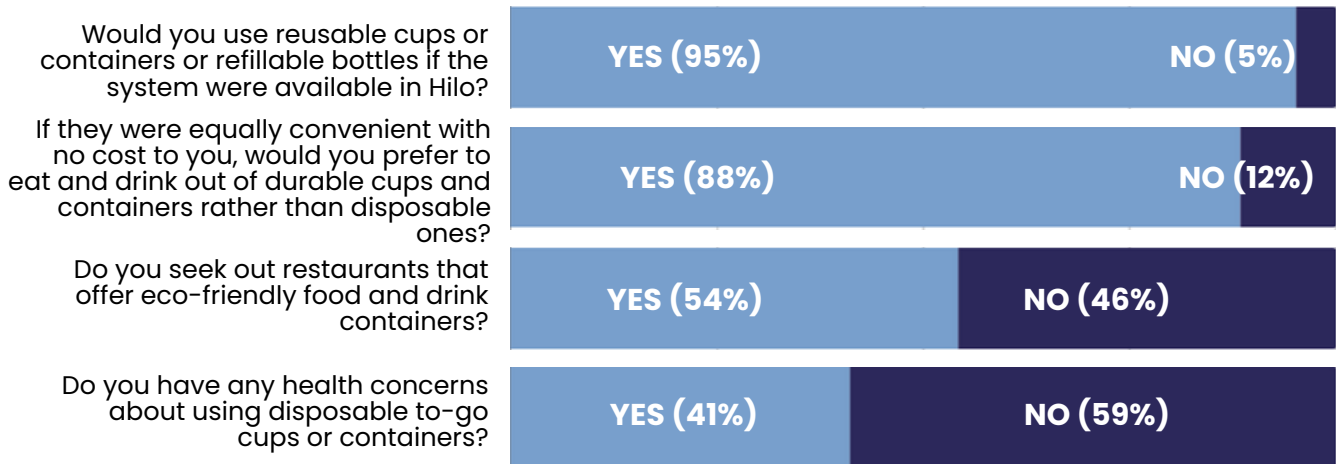 Would you use reusable cups or
containers or refillable bottles if the
system were available in Hilo?
YES (95%)
NO (5%)
If they were equally convenient with
no cost to you, would you prefer to
eat and drink out of durable cups and
containers rather than disposable
ones?
YES (88%)
NO (12%)
Do you seek out restaurants that
offer eco-friendly food and drink
containers?
YES (54%)
NO (46%)
Do you have any health concerns
about using disposable to-go
cups or containers?
YES (41%)
NO (59%)